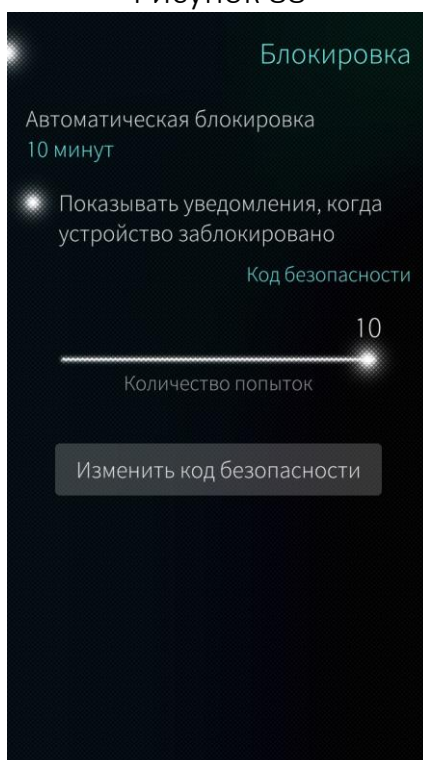 Блокировка
Автоматическая блокировка
10 минут
Показывать уведомления, когда
устройство заблокировано
Код безопасности
10
Количество попыток
Изменить код безопасности